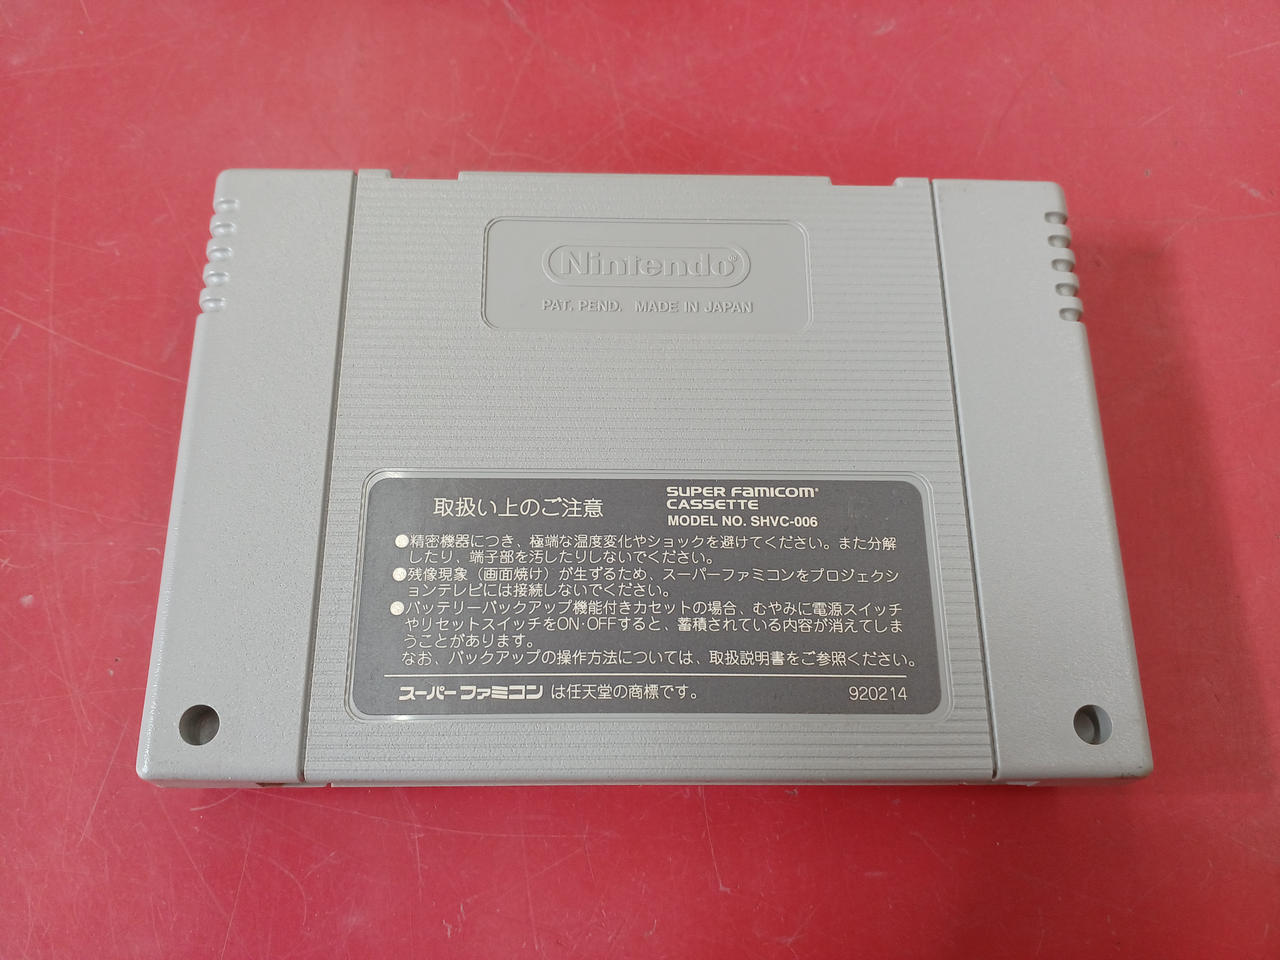 Nintendo®
PAT. PEND. MADE IN JAPAN
取扱い上のご注意
SUPER FAMICOM®
CASSETTE
MODEL NO. SHVC-006
●精密機器につき、極端な温度変化やショックを避けてください。また分解
したり、端子部を汚したりしないでください。
●残像現象（画面焼け）が生ずるため、スーパーファミコンをプロジェクシ
ョンテレビには接続しないでください。
●バッテリーバックアップ機能付きカセットの場合、むやみに電源スイッチ
やリセットスイッチをON・OFFすると、蓄積されている内容が消えてしま
うことがあります。
なお、バックアップの操作方法については、取扱説明書をご参照ください。
スーパーファミコン は任天堂の商標です。
920214